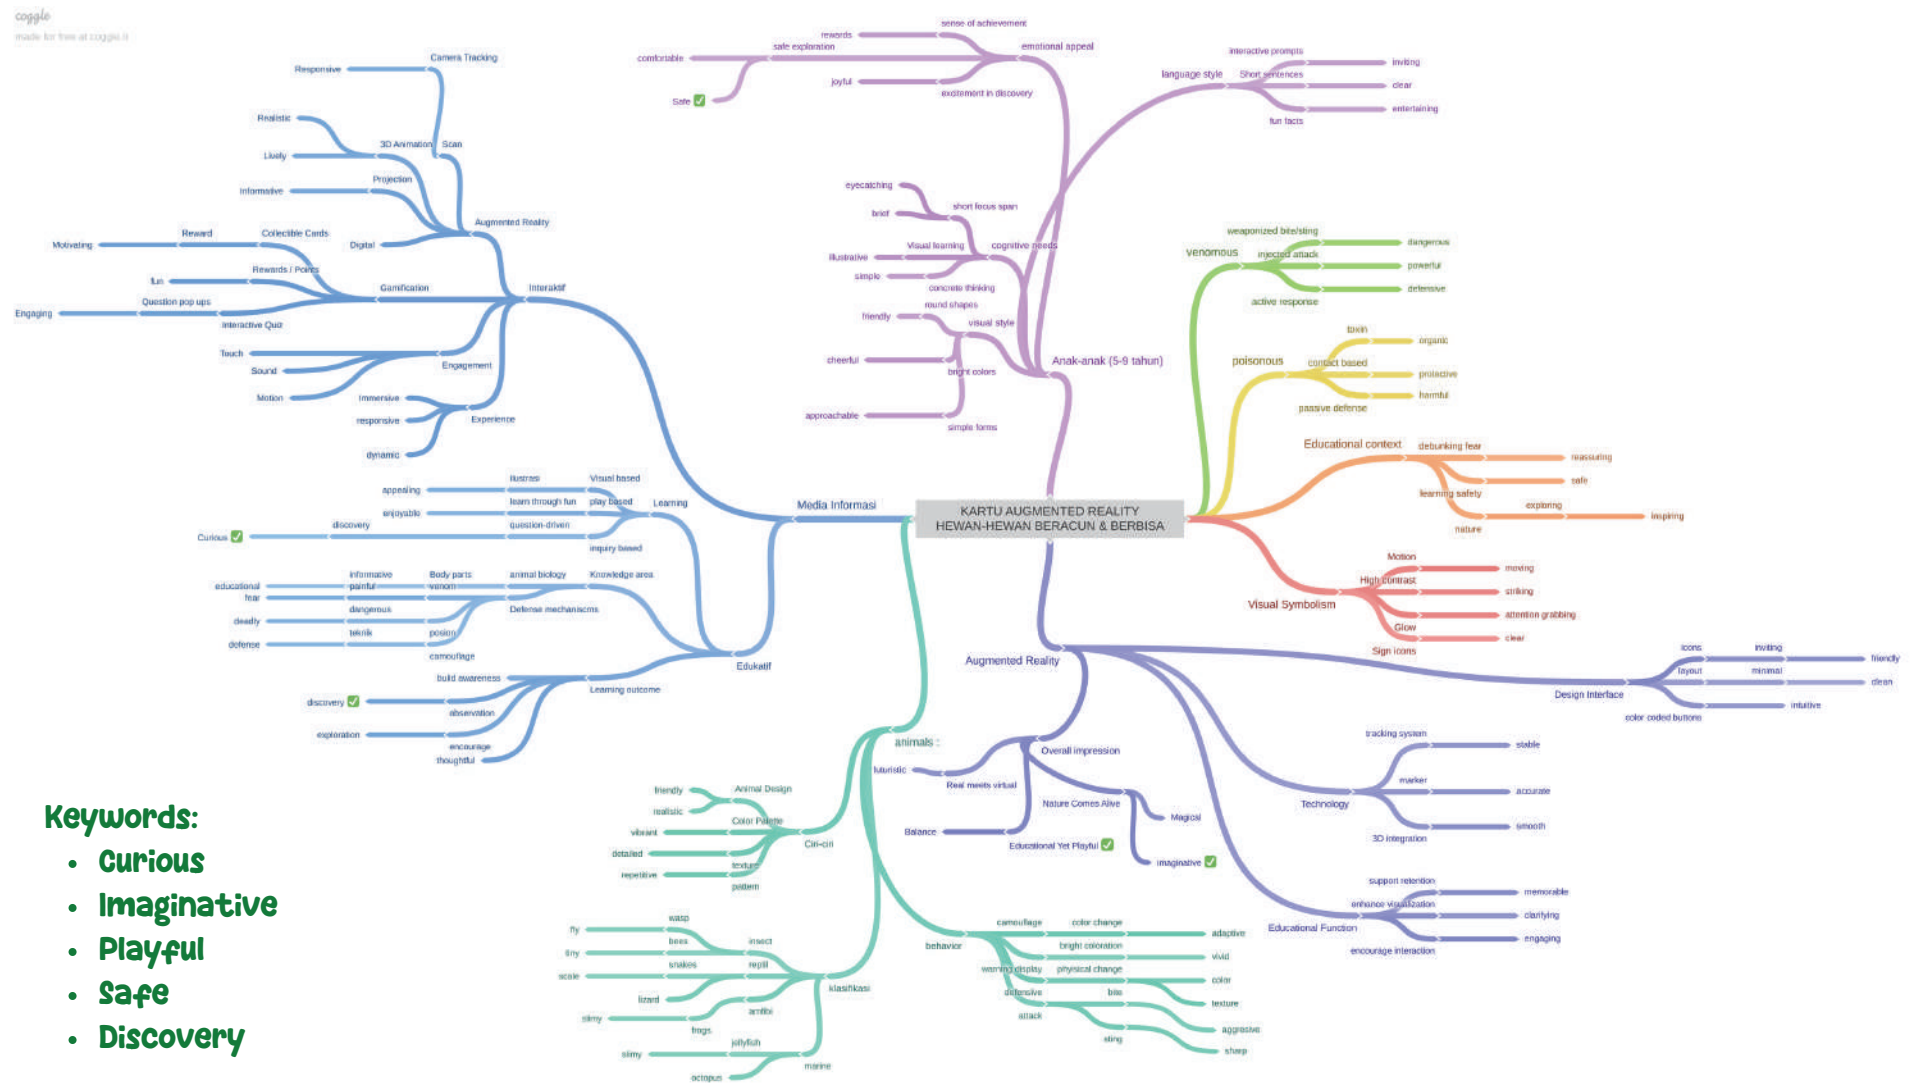 coggle
made for free at coggle.it
KARTU AUGMENTED REALITY
HEWAN-HEWAN BERACUN & BERBISA
Media Informasi
Interaktif
Augmented Reality
Scan
Camera Tracking
Responsive
3D Animation
Realistic
Lively
Projection
Informative
Digital
Gamification
Collectible Cards
Reward
Motivating
Rewards / Points
fun
Interactive Quiz
Question pop ups
Engaging
Engagement
Touch
Sound
Motion
Experience
Immersive
responsive
dynamic
Edukatif
Learning
Visual based
ilustrasi
appealing
play based
learn through fun
enjoyable
inquiry based
question-driven
discovery
Curious ✅
Knowledge area
animal biology
Body parts
informative
educational
Defense mechanisms
venom
painful
fear
posion
dangerous
deadly
camouflage
teknik
defense
Learning outcome
build awareness
observation
discovery ✅
encourage
exploration
thoughtful
Anak-anak (5-9 tahun)
emotional appeal
sense of achievement
rewards
safe exploration
comfortable
Safe ✅
excitement in discovery
joyful
language style
interactive prompts
inviting
Short sentences
clear
fun facts
entertaining
cognitive needs
short focus span
eyecatching
brief
Visual learning
illustrative
concrete thinking
simple
visual style
round shapes
friendly
bright colors
cheerful
simple forms
approachable
venomous
weaponized bite/sting
dangerous
injected attack
powerful
active response
defensive
poisonous
toxin
organic
contact based
protective
passive defense
harmful
Educational context
debunking fear
reassuring
learning safety
safe
nature
exploring
inspiring
Visual Symbolism
Motion
moving
High contrast
striking
Glow
attention grabbing
Sign icons
clear
Augmented Reality
Design Interface
icons
inviting
friendly
layout
minimal
clean
color coded buttons
intuitive
Technology
tracking system
stable
marker
accurate
3D integration
smooth
Educational Function
support retention
memorable
enhance visualization
clarifying
encourage interaction
engaging
Overall impression
Real meets virtual
futuristic
Nature Comes Alive
Magical
imaginative ✅
Educational Yet Playful ✅
Balance
animals :
Ciri-ciri
Animal Design
friendly
realistic
Color Palette
vibrant
texture
detailed
pattern
repetitive
klasifikasi
insect
wasp
fly
bees
tiny
reptil
snakes
scale
lizard
amfibi
frogs
slimy
marine
jellyfish
slimy
octopus
behavior
camouflage
color change
adaptive
warning display
bright coloration
vivid
defensive
phyisical change
color
texture
attack
bite
aggresive
sting
sharp
Keywords:
• Curious
• Imaginative
• Playful
• Safe
• Discovery